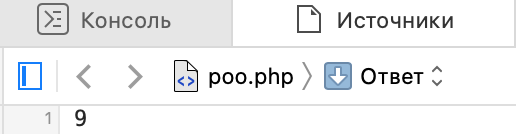 Консоль
Источники
poo.php
Ответ
1
9